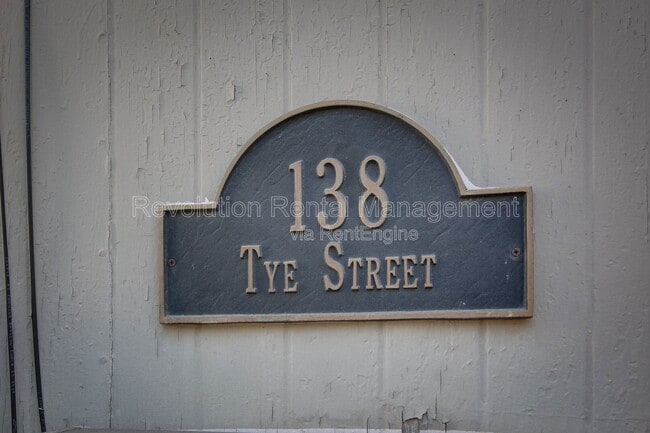 138
Revolution Rental Management
via RentEngine
Tye Street